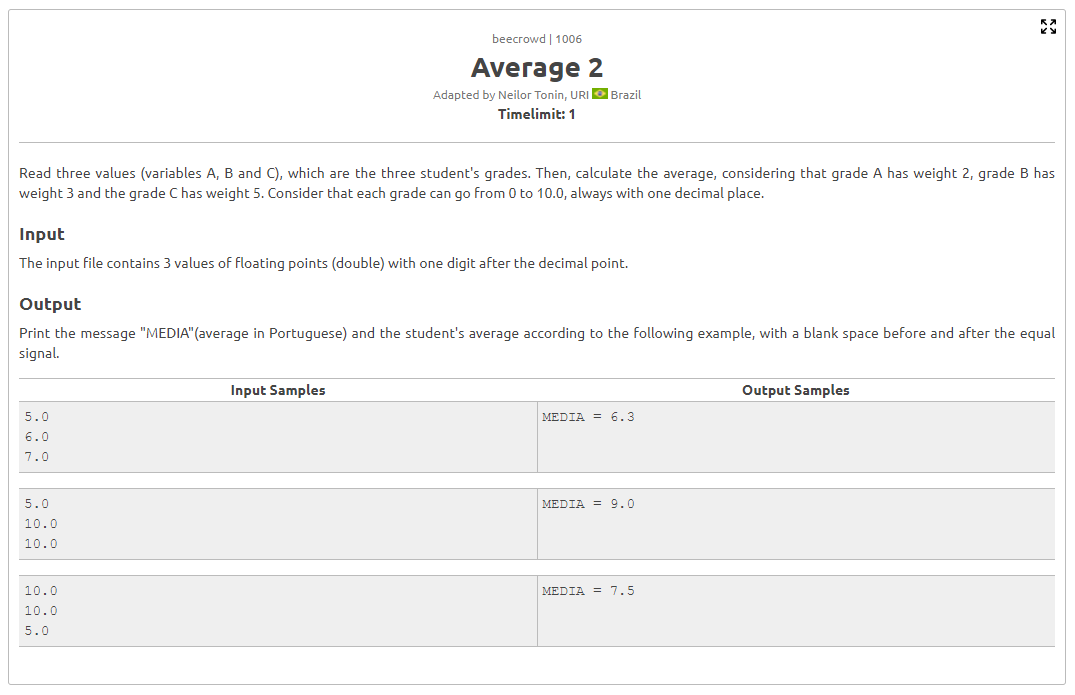 beecrowd | 1006
Average 2
Adapted by Neilor Tonin, URI Brazil
Timelimit: 1
Read three values (variables A, B and C), which are the three student's grades. Then, calculate the average, considering that grade A has weight 2, grade B has
weight 3 and the grade C has weight 5. Consider that each grade can go from 0 to 10.0, always with one decimal place.
Input
The input file contains 3 values of floating points (double) with one digit after the decimal point.
Output
Print the message "MEDIA"(average in Portuguese) and the student's average according to the following example, with a blank space before and after the equal
signal.
Input Samples Output Samples
5.0 MEDIA = 6.3
6.0
7.0
5.0 MEDIA = 9.0
10.0
10.0
10.0 MEDIA = 7.5
10.0
5.0